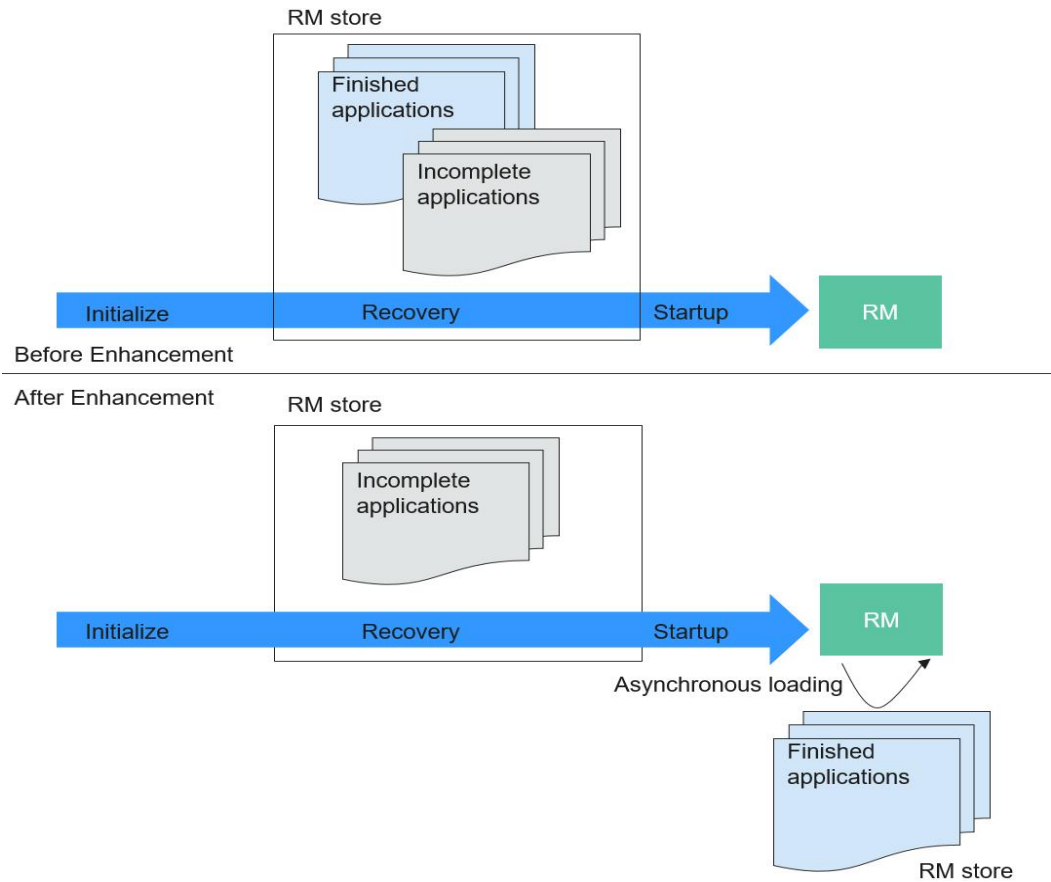 RM store
Finished
applications
Incomplete
applications
Initialize
Recovery
Startup
RM
Before Enhancement
After Enhancement
RM store
Incomplete
applications
Initialize
Recovery
Startup
RM
Asynchronous loading
Finished
applications
RM store